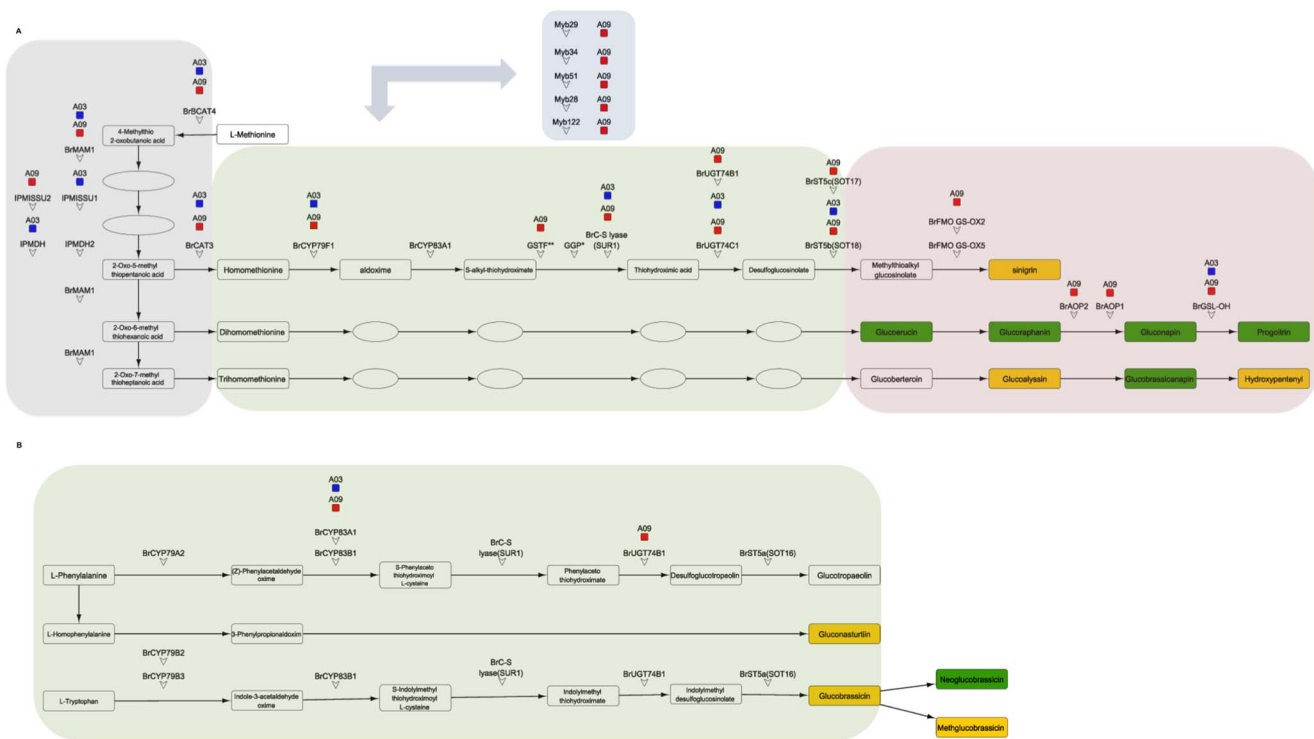 A
Myb29
A09
Myb34
A09
Myb51
A09
Myb28
A09
Myb122
A09
A03
A09
BrBCAT4
A03
A09
BrMAM1
4-Methylthio
2-oxobutanoic acid
L-Methionine
A09
IPMISSU2
A03
IPMISSU1
A03
IPMDH
IPMDH2
A03
A09
BrCAT3
BrMAM1
BrMAM1
2-Oxo-5-methyl
thiopentanoic acid
2-Oxo-6-methyl
thiohexanoic acid
2-Oxo-7-methyl
thioheptanoic acid
A03
A09
BrCYP79F1
BrCYP83A1
A09
GSTF**
GGP*
A03
A09
BrC-S lyase
(SUR1)
A09
BrUGT74B1
A03
A09
BrUGT74C1
A09
BrST5c(SOT17)
A03
A09
BrST5b(SOT18)
A09
BrFMO GS-OX2
BrFMO GS-OX5
Homomethionine
aldoxime
S-alkyl-thiohydroximate
Thiohydroximic acid
Desulfoglucosinolate
Methylthioalkyl
glucosinolate
sinigrin
A09
BrAOP2
A09
BrAOP1
A03
A09
BrGSL-OH
Dihomomethionine
Glucoerucin
Glucoraphanin
Gluconapin
Progoitrin
Trihomomethionine
Glucoberteroin
Glucoalyssin
Glucobrassicanapin
Hydroxypentenyl
B
A03
A09
BrCYP79A2
BrCYP83A1
BrCYP83B1
BrC-S
lyase(SUR1)
A09
BrUGT74B1
BrST5a(SOT16)
L-Phenylalanine
(Z)-Phenylacetaldehyde
oxime
S-Phenylaceto
thiohydroximoyl
L-cysteine
Phenylaceto
thiohydroximate
Desulfoglucotropeolin
Glucotropaeolin
L-Homophenylalanine
3-Phenylpropionaldoxim
Gluconasturtiin
BrCYP79B2
BrCYP79B3
BrCYP83B1
BrC-S
lyase(SUR1)
BrUGT74B1
BrST5a(SOT16)
L-Tryptophan
Indole-3-acetaldehyde
oxime
S-Indolylmethyl
thiohydroximoyl
L-cysteine
Indolylmethyl
thiohydroximate
Indolylmethyl
desulfoglucosinolate
Glucobrassicin
Neoglucobrassicin
Methglucobrassicin